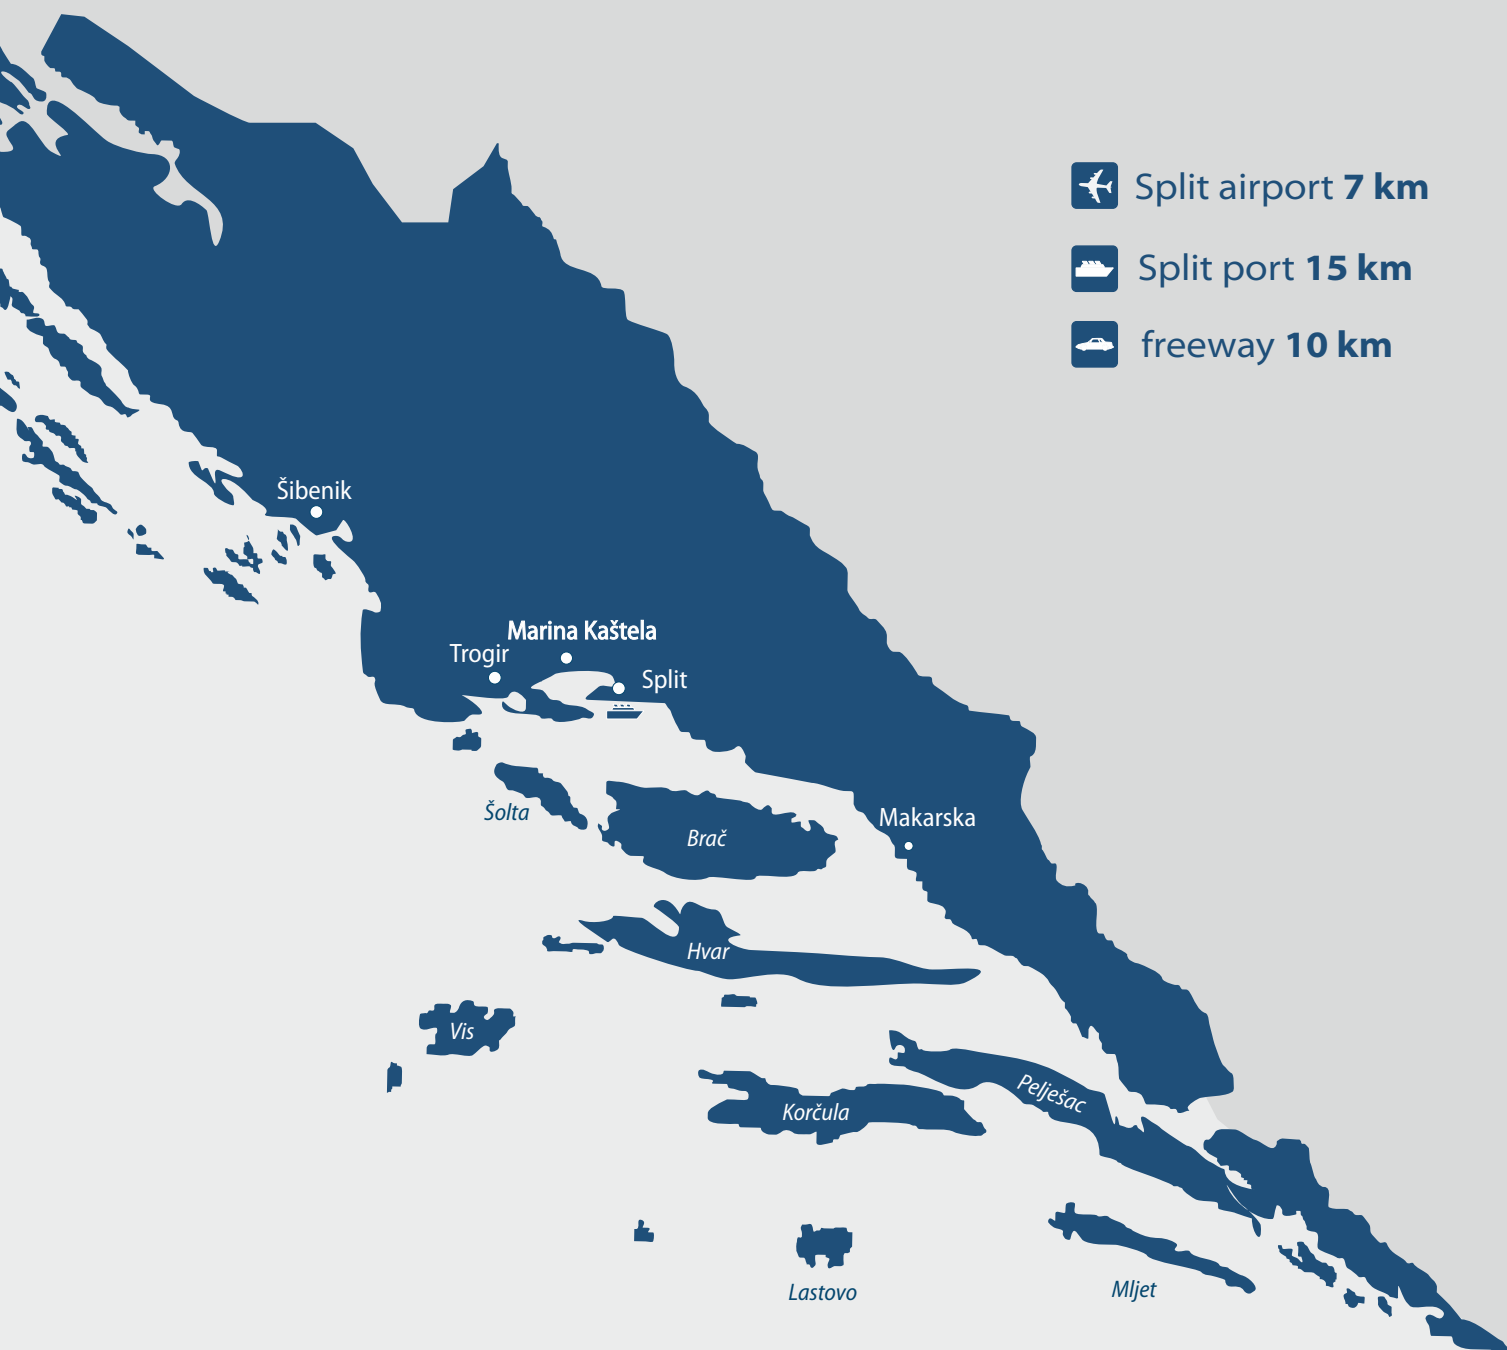 Split airport 7 km
Split port 15 km
freeway 10 km
Šibenik
Marina Kaštela
Trogir
Split
Šolta
Brač
Makarska
Hvar
Vis
Pelješac
Korčula
Lastovo
Mljet